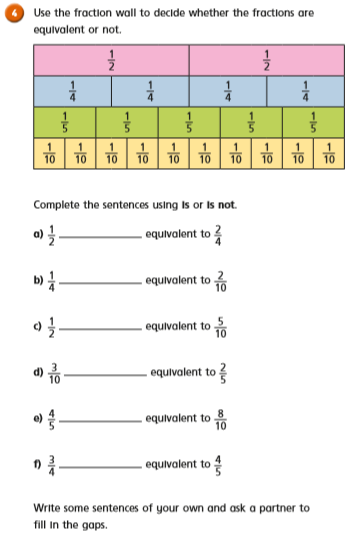 4 Use the fraction wall to decide whether the fractions are
equivalent or not.
1/2 1/2
1/4 1/4 1/4 1/4
1/5 1/5 1/5 1/5 1/5
1/10 1/10 1/10 1/10 1/10 1/10 1/10 1/10 1/10 1/10
Complete the sentences using is or is not.
a) 1/2 ________ equivalent to 2/4
b) 1/4 ________ equivalent to 2/10
c) 1/2 ________ equivalent to 5/10
d) 3/10 ________ equivalent to 2/5
e) 4/5 ________ equivalent to 8/10
f) 3/4 ________ equivalent to 4/5
Write some sentences of your own and ask a partner to
fill in the gaps.